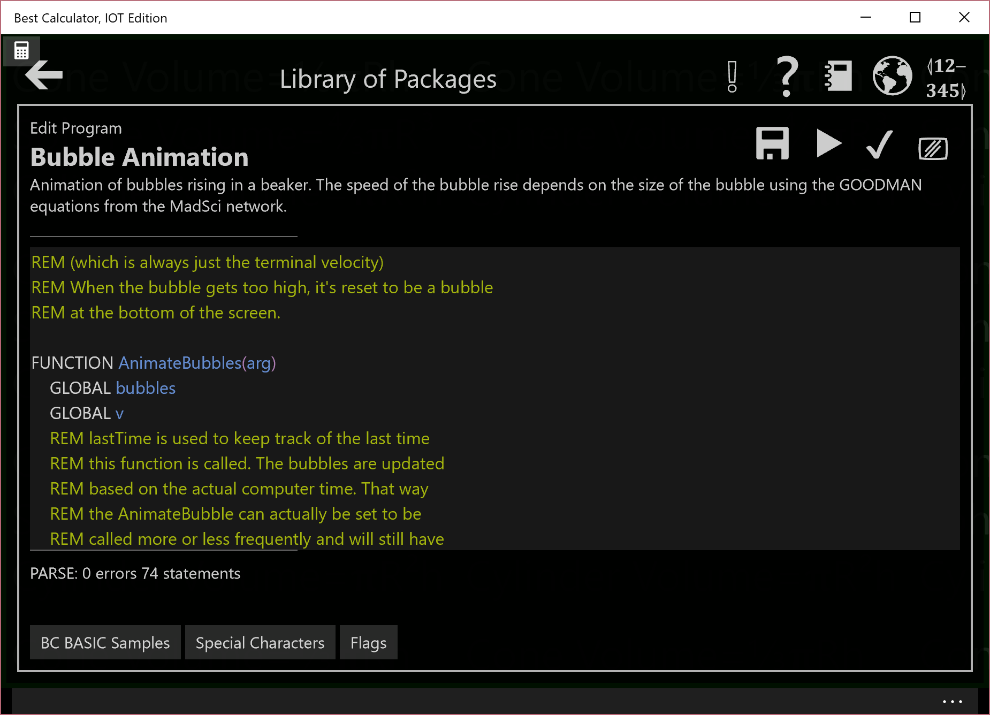 Best Calculator, IOT Edition
Library of Packages
! ? (12–
345)
Edit Program
Bubble Animation
Animation of bubbles rising in a beaker. The speed of the bubble rise depends on the size of the bubble using the GOODMAN
equations from the MadSci network.
REM (which is always just the terminal velocity)
REM When the bubble gets too high, it's reset to be a bubble
REM at the bottom of the screen.
FUNCTION AnimateBubbles(arg)
GLOBAL bubbles
GLOBAL v
REM lastTime is used to keep track of the last time
REM this function is called. The bubbles are updated
REM based on the actual computer time. That way
REM the AnimateBubble can actually be set to be
REM called more or less frequently and will still have
PARSE: 0 errors 74 statements
BC BASIC Samples Special Characters Flags